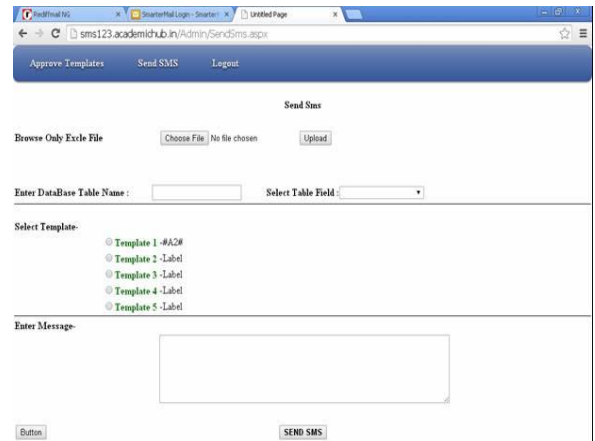 Rediffmail NG
SmarterMail Login - Smarter
Untitled Page
sms123.academichub.in/Admin/SendSms.aspx
Approve Templates Send SMS Logout
Send Sms
Browse Only Excle File Choose File No file chosen Upload
Enter DataBase Table Name : Select Table Field :
Select Template-
Template 1 -#A2#
Template 2 -Label
Template 3 -Label
Template 4 -Label
Template 5 -Label
Enter Message-
Button SEND SMS